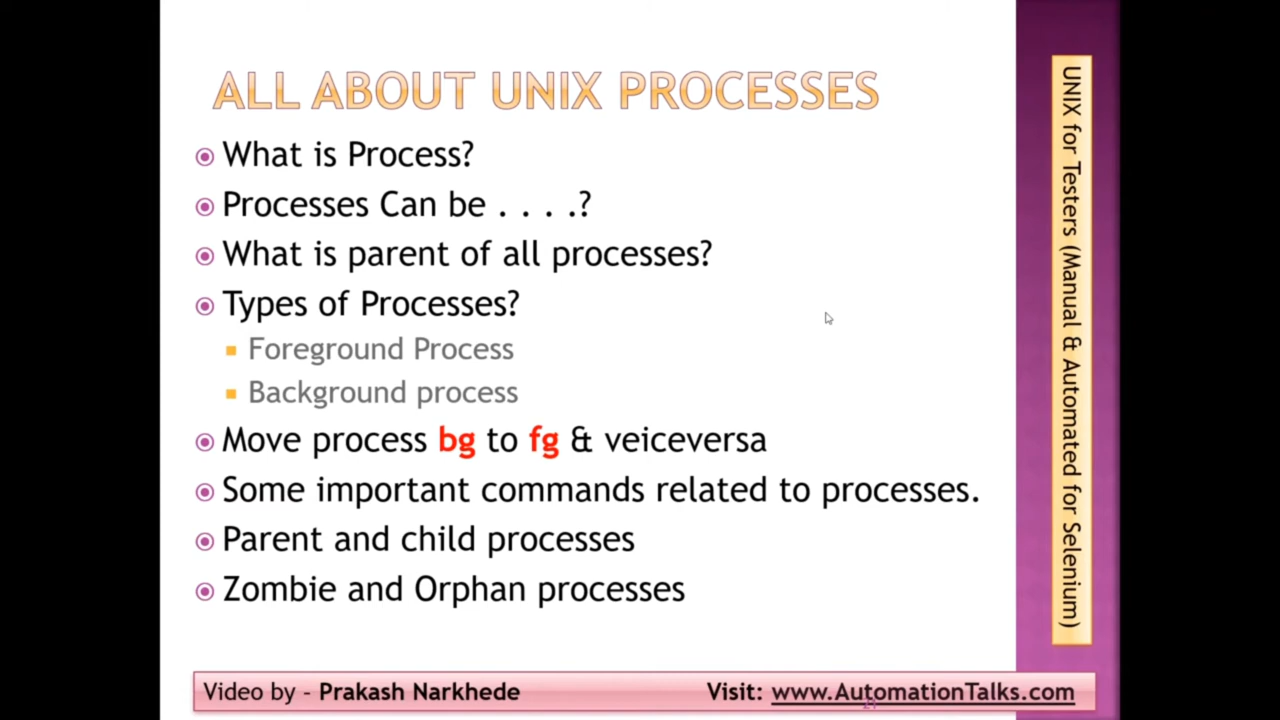 ALL ABOUT UNIX PROCESSES
What is Process?
Processes Can be . . . .?
What is parent of all processes?
Types of Processes?
Foreground Process
Background process
Move process bg to fg & veiceversa
Some important commands related to processes.
Parent and child processes
Zombie and Orphan processes
UNIX for Testers (Manual & Automated for Selenium)
Video by - Prakash Narkhede
Visit: www.AutomationTalks.com